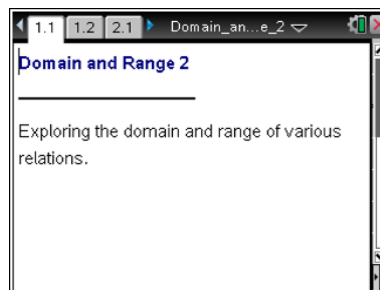 1.1 1.2 2.1 Domain_an...e_2
Domain and Range 2
Exploring the domain and range of various
relations.